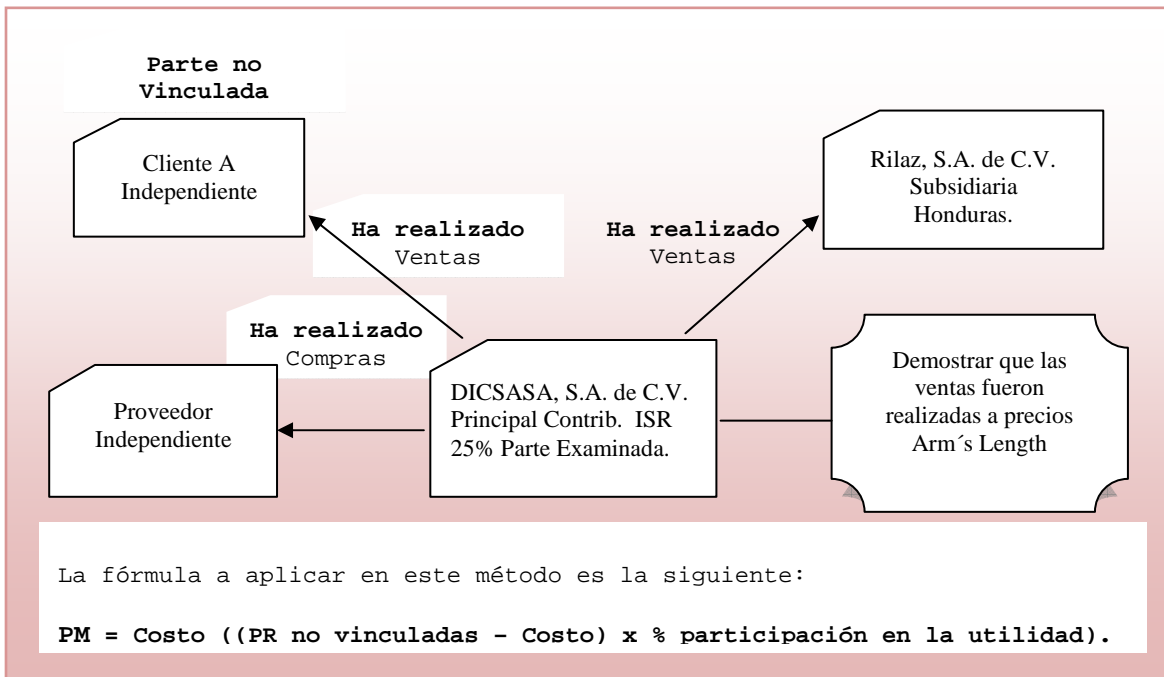 Parte no
Vinculada
Cliente A
Independiente
Rilaz, S.A. de C.V.
Subsidiaria
Honduras.
Ha realizado
Ventas
Ha realizado
Ventas
Ha realizado
Compras
Proveedor
Independiente
DICSASA, S.A. de C.V.
Principal Contrib. ISR
25% Parte Examinada.
Demostrar que las
ventas fueron
realizadas a precios
Arm´s Length
La fórmula a aplicar en este método es la siguiente:
PM = Costo ((PR no vinculadas – Costo) x % participación en la utilidad).